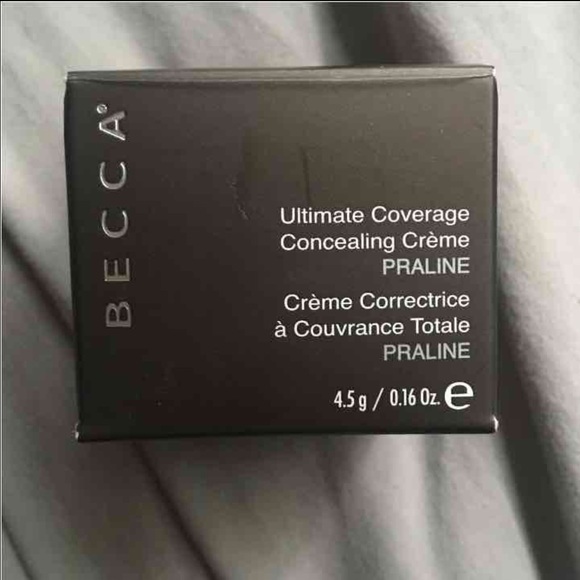 BECCA®
Ultimate Coverage
Concealing Crème
PRALINE
Crème Correctrice
à Couvrance Totale
PRALINE
4.5 g / 0.16 Oz. ℮